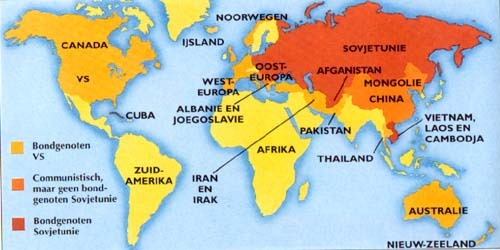 NOORWEGEN
IJSLAND
CANADA
VS
SOVJETUNIE
OOST-
EUROPA
AFGANISTAN
MONGOLIE
WEST-
EUROPA
CHINA
CUBA
ALBANIE EN
JOEGOSLAVIE
VIETNAM,
LAOS EN
CAMBODJA
PAKISTAN
THAILAND
AFRIKA
ZUID-
AMERIKA
IRAN
EN
IRAK
AUSTRALIE
NIEUW-ZEELAND
Bondgenoten
VS
Communistisch,
maar geen bond-
genoten Sovjetunie
Bondgenoten
Sovjetunie